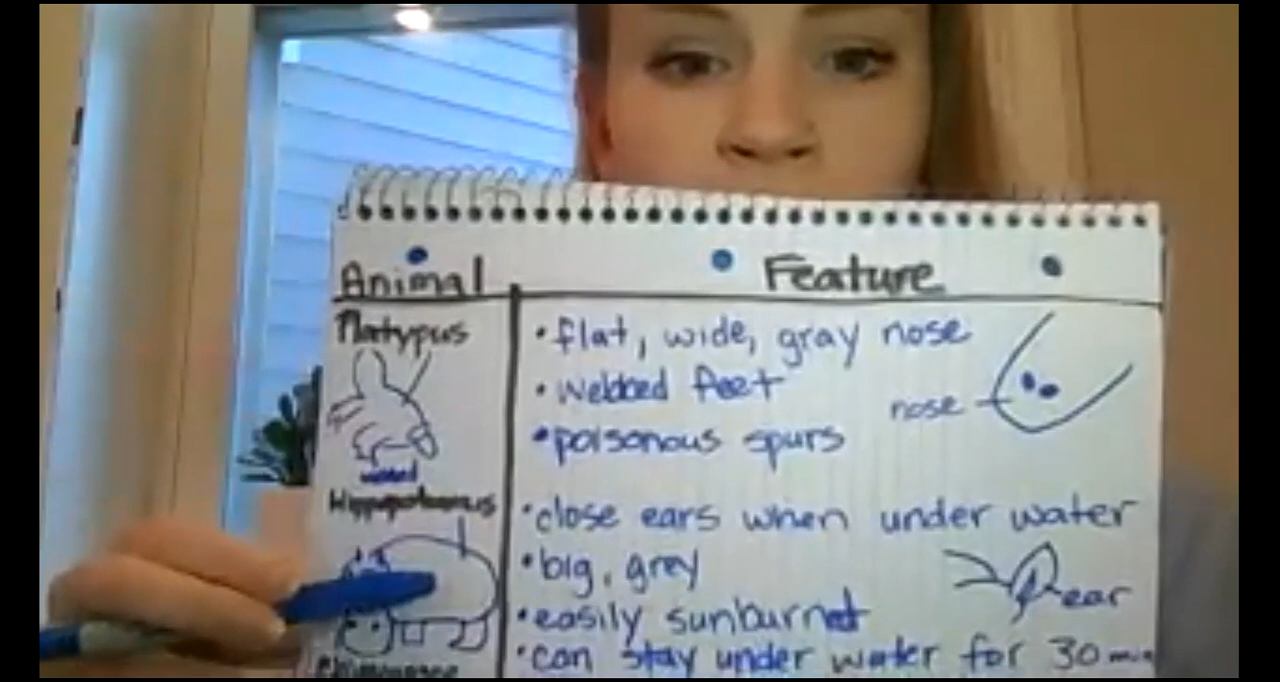 Animal Feature
Platypus
• flat, wide, gray nose
• webbed feet
nose
• poisonous spurs
• close ears when under water
• big, grey
ear
• easily sunburned
• can stay under water for 30 min